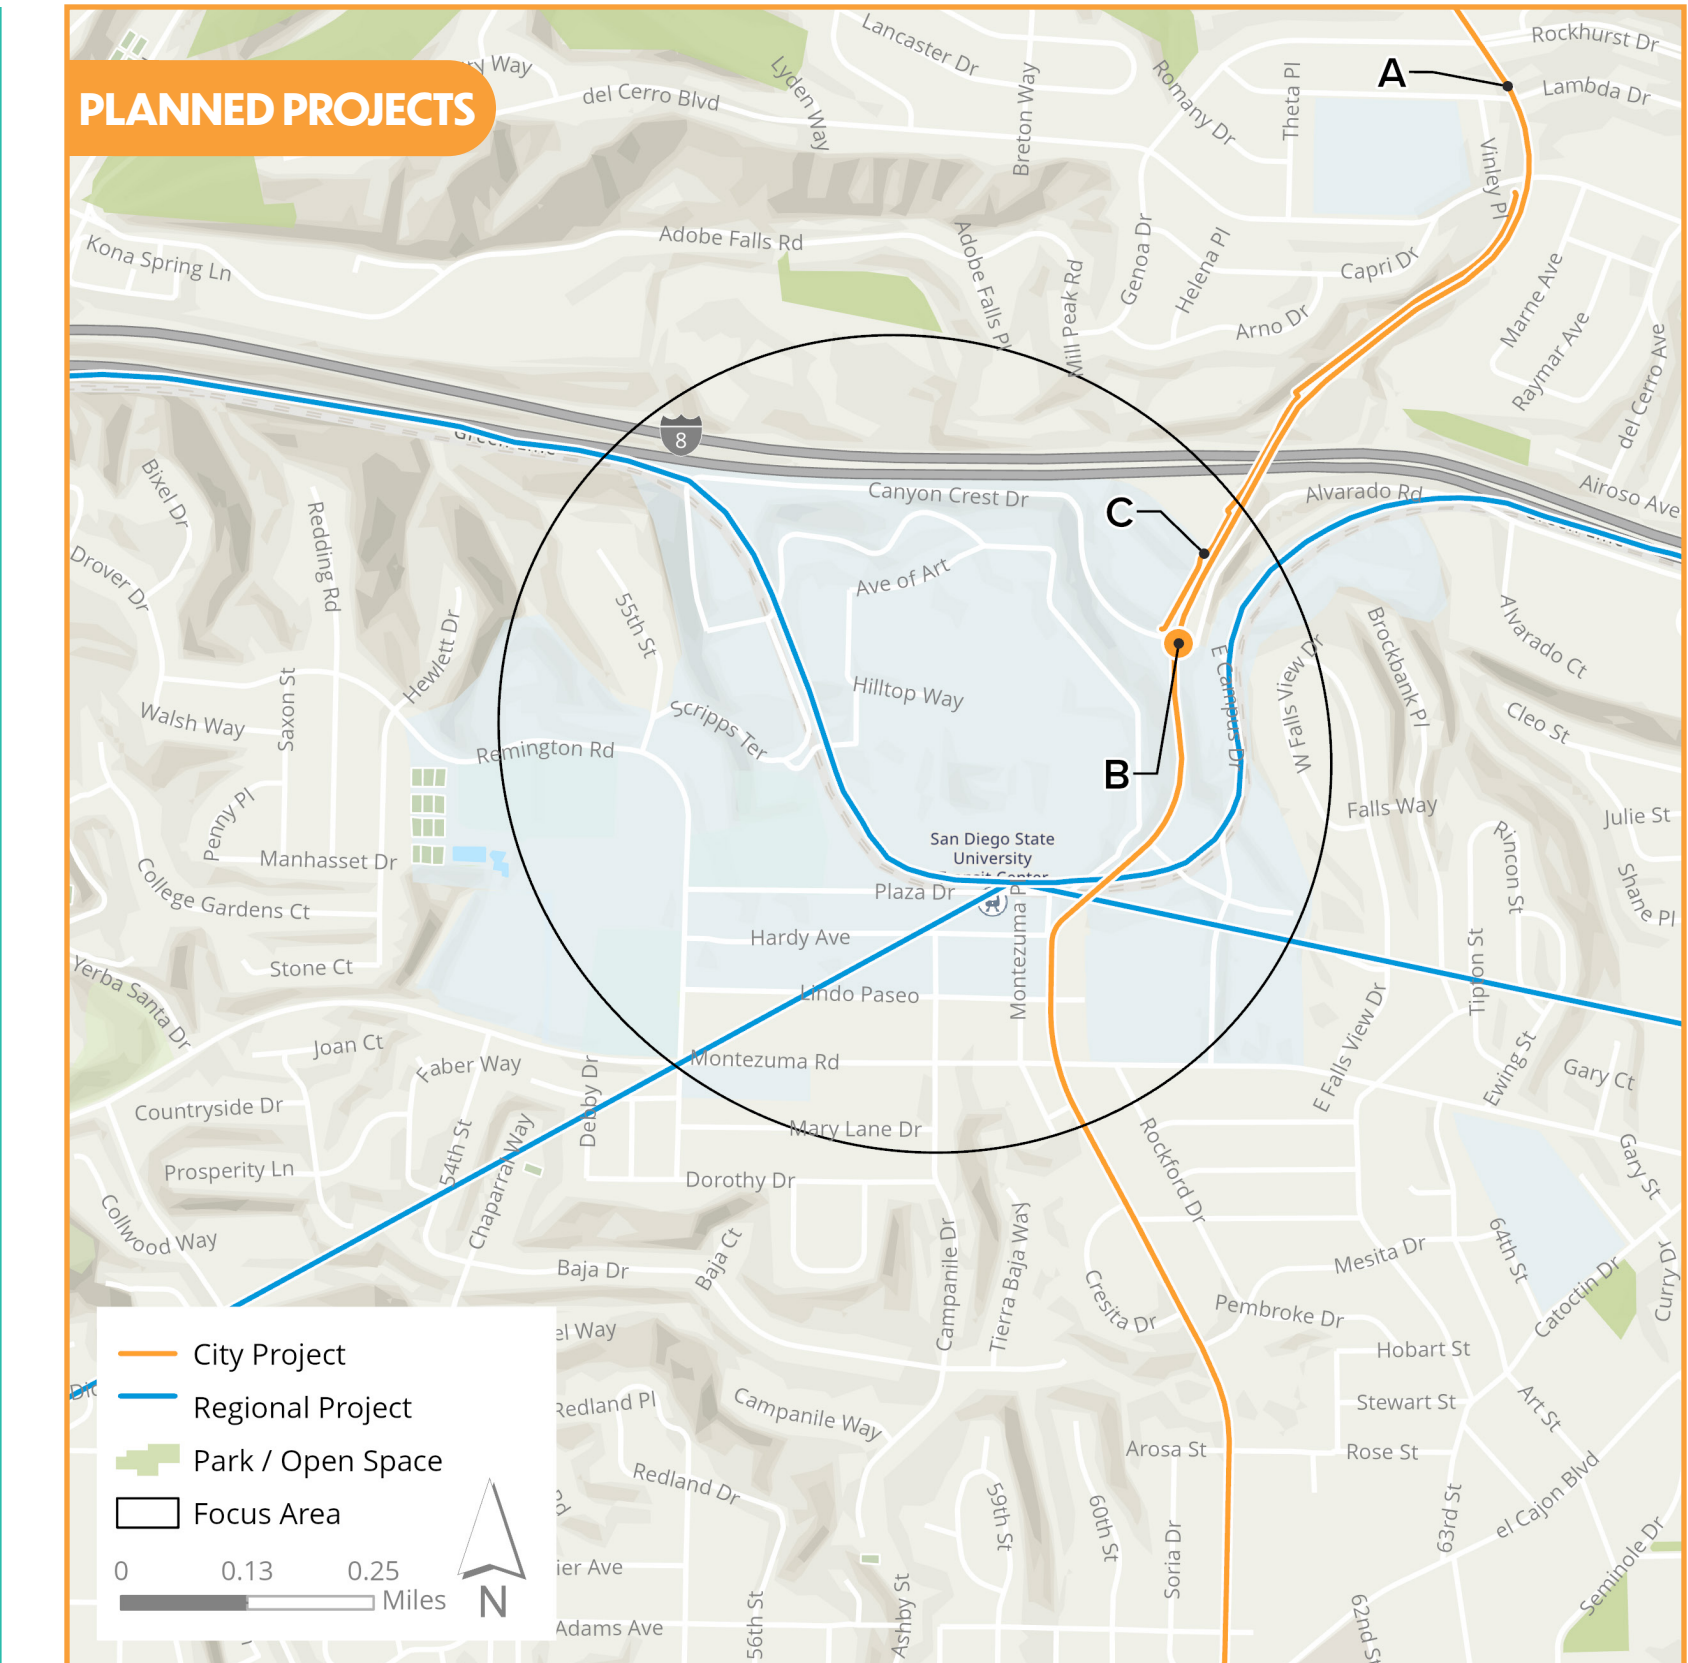 PLANNED PROJECTS
Lancaster Dr
Rockhurst Dr
Way
del Cerro Blvd
Lyden Way
Breton Way
Romany Dr
Theta Pl
A
Lambda Dr
Vinley Pl
Kona Spring Ln
Adobe Falls Rd
Adobe Falls Pl
Mill Peak Rd
Genoa Dr
Helena Pl
Capri Dr
Arno Dr
Marne Ave
Raymar Ave
del Cerro Ave
8
Green Line
Canyon Crest Dr
C
Alvarado Rd
Airoso Ave
Green Line
Bixel Dr
Redding Rd
Drover Dr
Hewlett Dr
55th St
Ave of Art
Alvarado Ct
Brockbank Pl
W Falls View Dr
E Campus Dr
Saxon St
Walsh Way
Hilltop Way
Scripps Ter
Remington Rd
B
Cleo St
Penny Pl
Falls Way
Julie St
Rincon St
Manhasset Dr
San Diego State
University
Transit Center
College Gardens Ct
Plaza Dr
Shane Pl
Hardy Ave
Montezuma P
Tipton St
Stone Ct
Yerba Santa Dr
Lindo Paseo
E Falls View Dr
Joan Ct
Faber Way
Montezuma Rd
Ewing St
Gary Ct
Debby Dr
Countryside Dr
54th St
Chaparral Way
Mary Lane Dr
Rockford Dr
Prosperity Ln
Dorothy Dr
Gary St
Collwood Way
Baja Dr
Baja Ct
Campanile Dr
Tierra Baja Way
Cresita Dr
Mesita Dr
64th St
Catoctin Dr
Curry Dr
Pembroke Dr
el Way
Hobart St
City Project
Regional Project
Park / Open Space
Focus Area
0 0.13 0.25
Miles
N
Redland Pl
Campanile Way
Stewart St
Art St
Arosa St
Rose St
Redland Dr
59th St
60th St
Soria Dr
63rd St
el Cajon Blvd
Seminole Dr
ier Ave
56th St
Ashby St
Adams Ave
62nd St